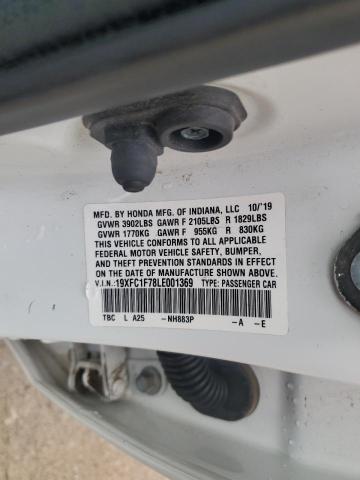 MFD. BY HONDA MFG. OF INDIANA, LLC 10/'19
GVWR 3902LBS GAWR F 2105LBS R 1829LBS
GVWR 1770KG GAWR F 955KG R 830KG
THIS VEHICLE CONFORMS TO ALL APPLICABLE
FEDERAL MOTOR VEHICLE SAFETY, BUMPER,
AND THEFT PREVENTION STANDARDS IN EFFECT
ON THE DATE OF MANUFACTURE SHOWN ABOVE.
V.I.N.: 19XFC1F78LE001369 TYPE: PASSENGER CAR
TBC L A25 -NH883P -A -E